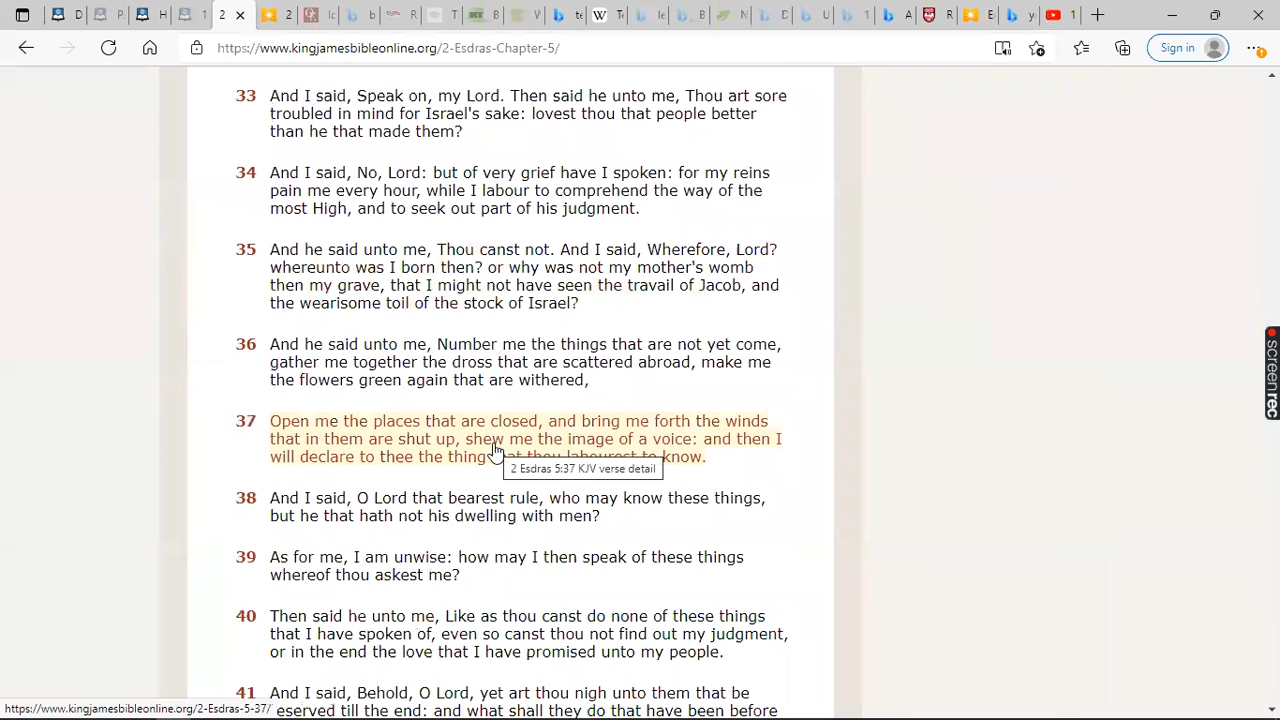 D
P
H
1
2
2
Ic
b
R
T
B
W
te
T
le
b
N
D
U
1
A
R
E
y
1
https://www.kingjamesbibleonline.org/2-Esdras-Chapter-5/
Sign in
33 And I said, Speak on, my Lord. Then said he unto me, Thou art sore
troubled in mind for Israel's sake: lovest thou that people better
than he that made them?
34 And I said, No, Lord: but of very grief have I spoken: for my reins
pain me every hour, while I labour to comprehend the way of the
most High, and to seek out part of his judgment.
35 And he said unto me, Thou canst not. And I said, Wherefore, Lord?
whereunto was I born then? or why was not my mother's womb
then my grave, that I might not have seen the travail of Jacob, and
the wearisome toil of the stock of Israel?
36 And he said unto me, Number me the things that are not yet come,
gather me together the dross that are scattered abroad, make me
the flowers green again that are withered,
37 Open me the places that are closed, and bring me forth the winds
that in them are shut up, shew me the image of a voice: and then I
will declare to thee the thing that thou labourest to know.
2 Esdras 5:37 KJV verse detail
38 And I said, O Lord that bearest rule, who may know these things,
but he that hath not his dwelling with men?
39 As for me, I am unwise: how may I then speak of these things
whereof thou askest me?
40 Then said he unto me, Like as thou canst do none of these things
that I have spoken of, even so canst thou not find out my judgment,
or in the end the love that I have promised unto my people.
41 And I said, Behold, O Lord, yet art thou nigh unto them that be
reserved till the end: and what shall they do that have been before
https://www.kingjamesbibleonline.org/2-Esdras-5-37/
screenrec